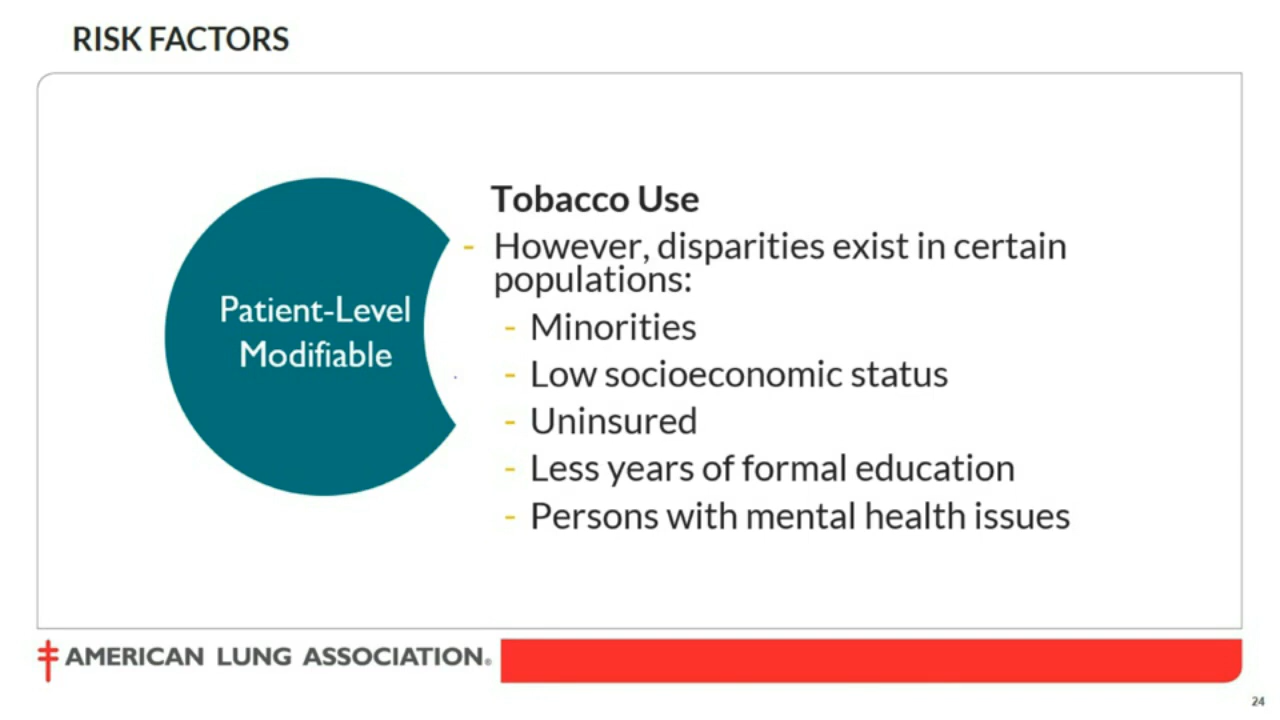 RISK FACTORS
Patient-Level
Modifiable
Tobacco Use
- However, disparities exist in certain
populations:
- Minorities
- Low socioeconomic status
- Uninsured
- Less years of formal education
- Persons with mental health issues
AMERICAN LUNG ASSOCIATION®
24